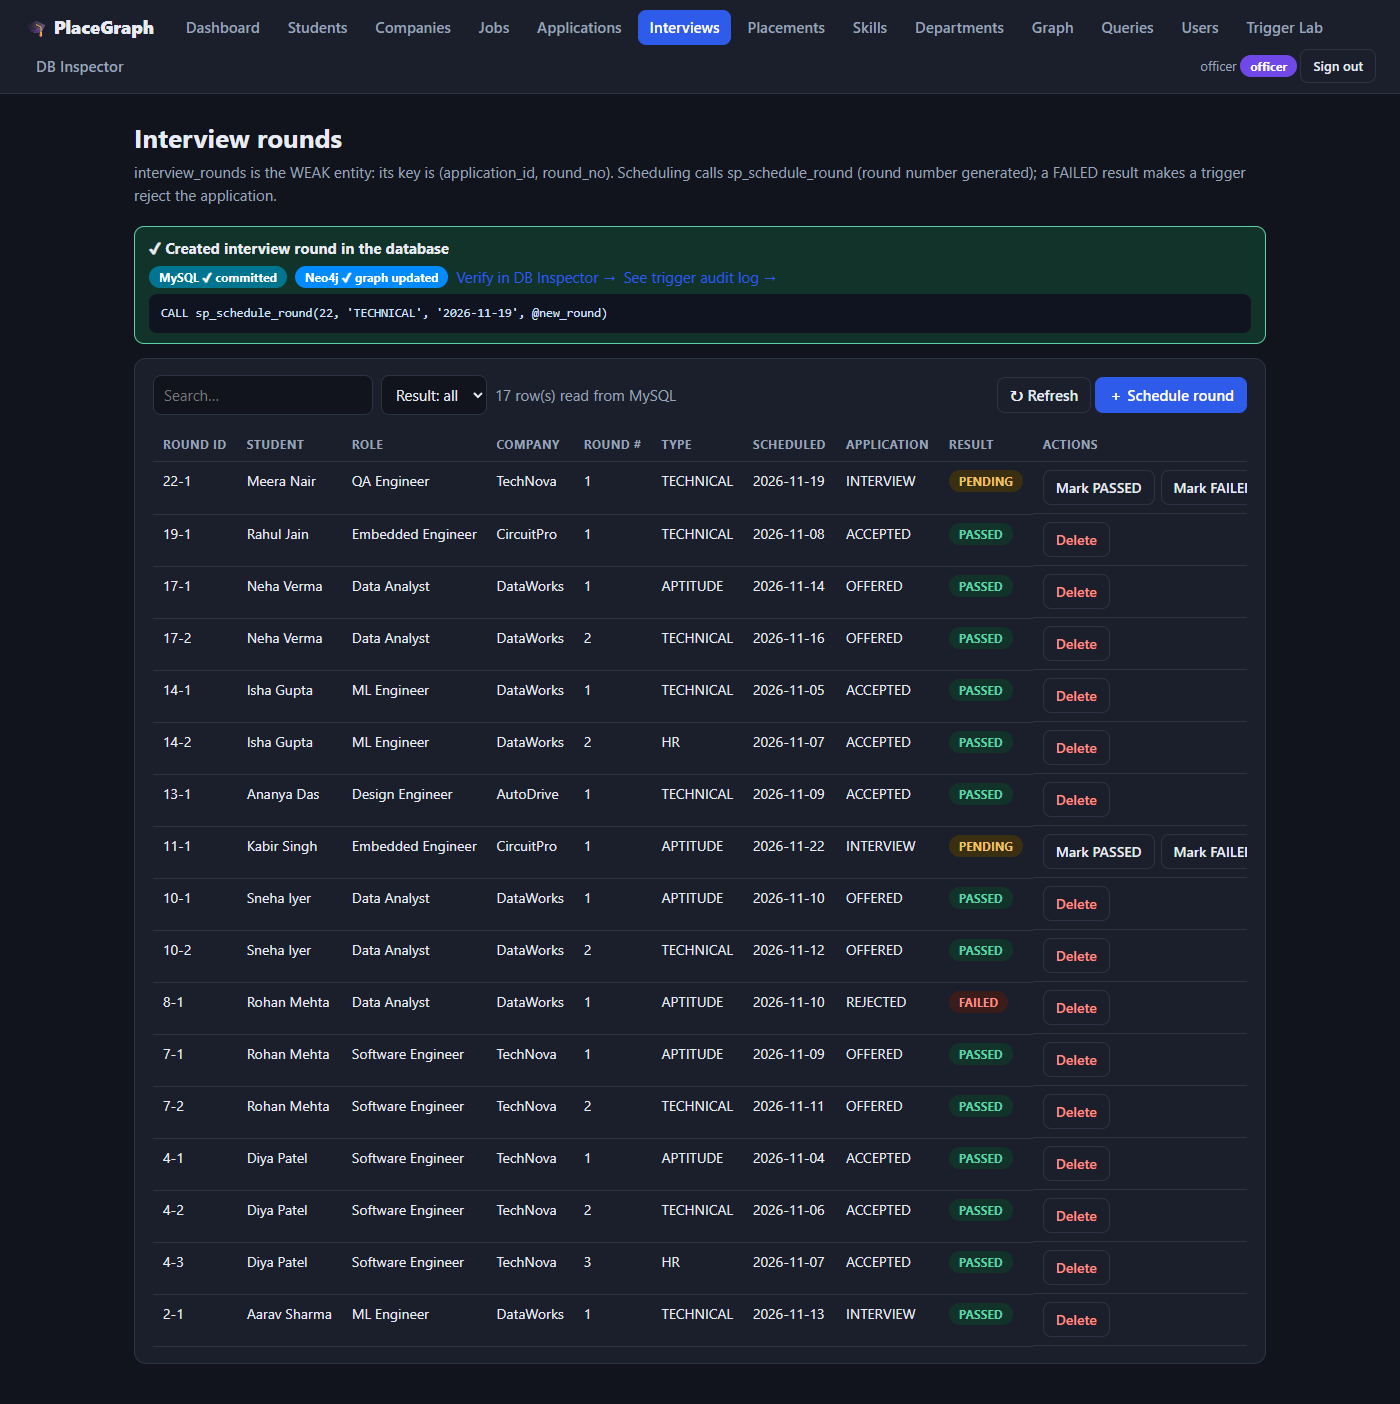 PlaceGraph Dashboard Students Companies Jobs Applications Interviews Placements Skills Departments Graph Queries Users Trigger Lab
DB Inspector officer officer Sign out
Interview rounds
interview_rounds is the WEAK entity: its key is (application_id, round_no). Scheduling calls sp_schedule_round (round number generated); a FAILED result makes a trigger
reject the application.
✓ Created interview round in the database
MySQL ✓ committed Neo4j ✓ graph updated Verify in DB Inspector → See trigger audit log →
CALL sp_schedule_round(22, 'TECHNICAL', '2026-11-19', @new_round)
Search... Result: all 17 row(s) read from MySQL ↻ Refresh + Schedule round
ROUND ID STUDENT ROLE COMPANY ROUND # TYPE SCHEDULED APPLICATION RESULT ACTIONS
22-1 Meera Nair QA Engineer TechNova 1 TECHNICAL 2026-11-19 INTERVIEW PENDING Mark PASSED Mark FAILE
19-1 Rahul Jain Embedded Engineer CircuitPro 1 TECHNICAL 2026-11-08 ACCEPTED PASSED Delete
17-1 Neha Verma Data Analyst DataWorks 1 APTITUDE 2026-11-14 OFFERED PASSED Delete
17-2 Neha Verma Data Analyst DataWorks 2 TECHNICAL 2026-11-16 OFFERED PASSED Delete
14-1 Isha Gupta ML Engineer DataWorks 1 TECHNICAL 2026-11-05 ACCEPTED PASSED Delete
14-2 Isha Gupta ML Engineer DataWorks 2 HR 2026-11-07 ACCEPTED PASSED Delete
13-1 Ananya Das Design Engineer AutoDrive 1 TECHNICAL 2026-11-09 ACCEPTED PASSED Delete
11-1 Kabir Singh Embedded Engineer CircuitPro 1 APTITUDE 2026-11-22 INTERVIEW PENDING Mark PASSED Mark FAILE
10-1 Sneha Iyer Data Analyst DataWorks 1 APTITUDE 2026-11-10 OFFERED PASSED Delete
10-2 Sneha Iyer Data Analyst DataWorks 2 TECHNICAL 2026-11-12 OFFERED PASSED Delete
8-1 Rohan Mehta Data Analyst DataWorks 1 APTITUDE 2026-11-10 REJECTED FAILED Delete
7-1 Rohan Mehta Software Engineer TechNova 1 APTITUDE 2026-11-09 OFFERED PASSED Delete
7-2 Rohan Mehta Software Engineer TechNova 2 TECHNICAL 2026-11-11 OFFERED PASSED Delete
4-1 Diya Patel Software Engineer TechNova 1 APTITUDE 2026-11-04 ACCEPTED PASSED Delete
4-2 Diya Patel Software Engineer TechNova 2 TECHNICAL 2026-11-06 ACCEPTED PASSED Delete
4-3 Diya Patel Software Engineer TechNova 3 HR 2026-11-07 ACCEPTED PASSED Delete
2-1 Aarav Sharma ML Engineer DataWorks 1 TECHNICAL 2026-11-13 INTERVIEW PASSED Delete